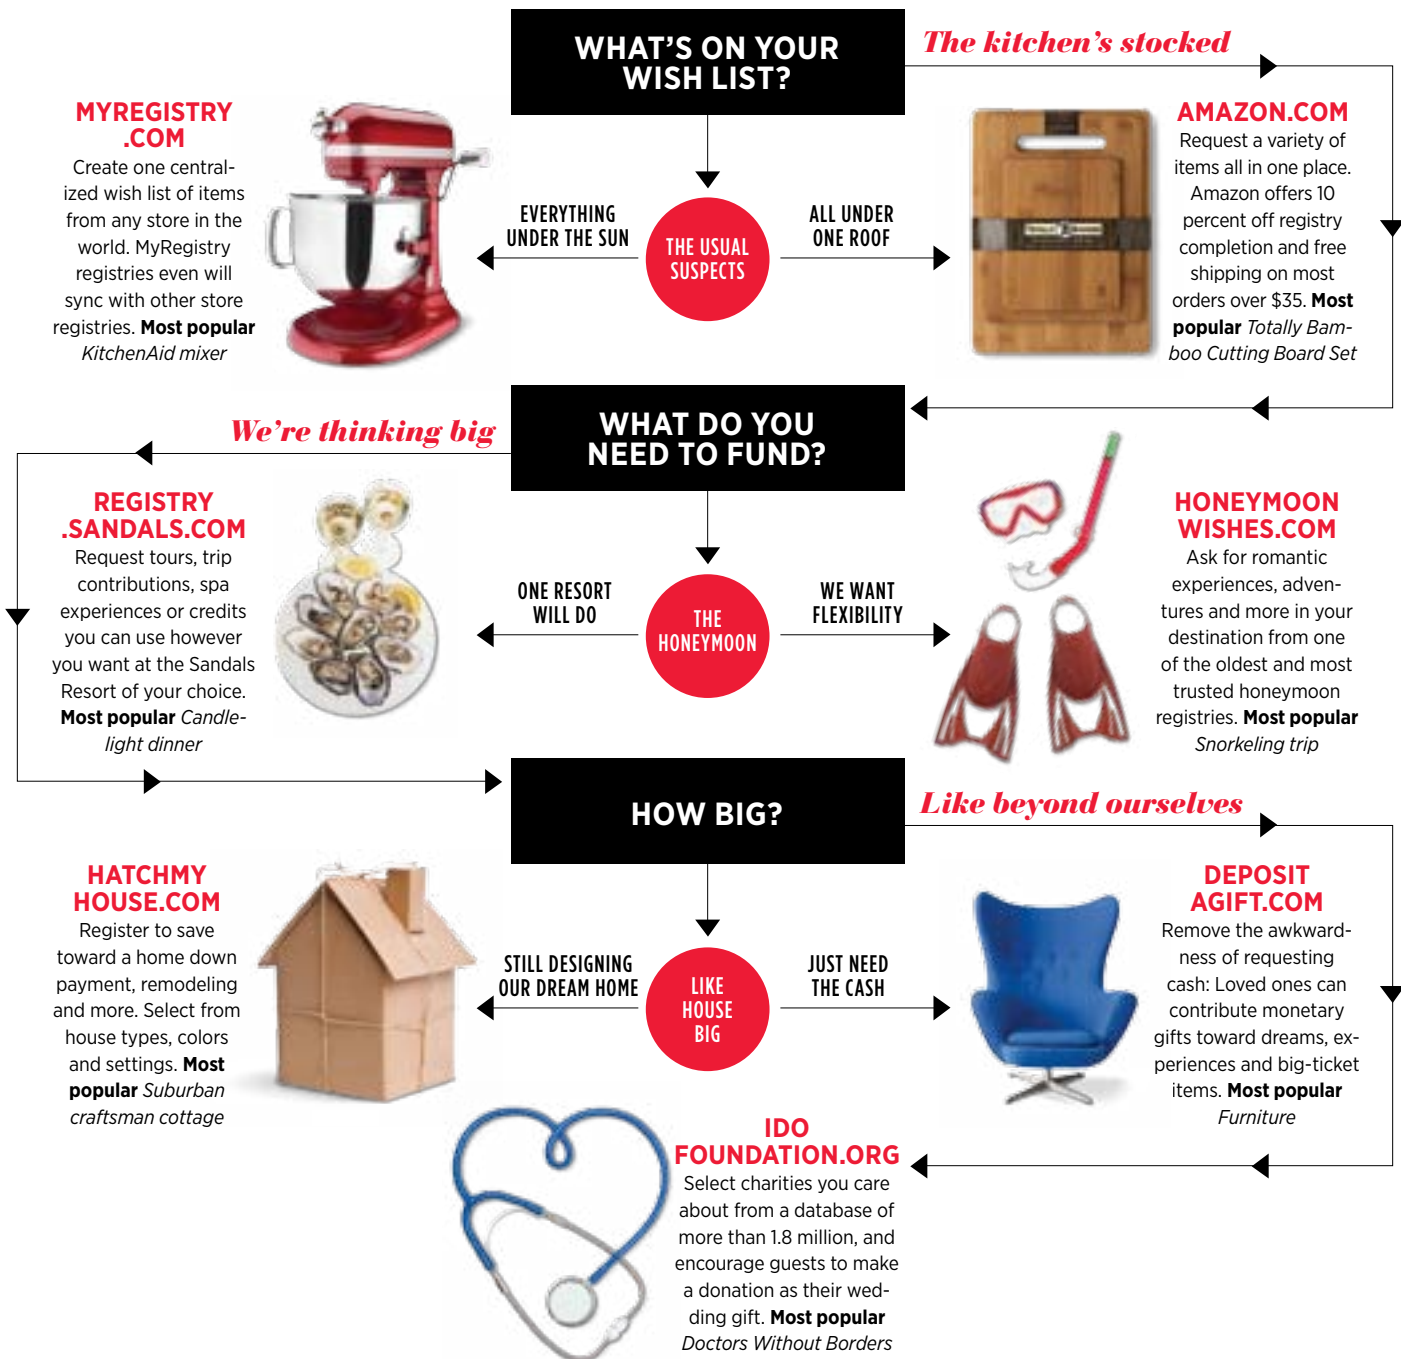 WHAT'S ON YOUR
WISH LIST?
The kitchen's stocked
MYREGISTRY
.COM
Create one central-
ized wish list of items
from any store in the
world. MyRegistry
registries even will
sync with other store
registries. Most popular
KitchenAid mixer
EVERYTHING
UNDER THE SUN
THE USUAL
SUSPECTS
ALL UNDER
ONE ROOF
AMAZON.COM
Request a variety of
items all in one place.
Amazon offers 10
percent off registry
completion and free
shipping on most
orders over $35. Most
popular Totally Bam-
boo Cutting Board Set
WHAT DO YOU
NEED TO FUND?
We're thinking big
REGISTRY
.SANDALS.COM
Request tours, trip
contributions, spa
experiences or credits
you can use however
you want at the Sandals
Resort of your choice.
Most popular Candle-
light dinner
ONE RESORT
WILL DO
THE
HONEYMOON
WE WANT
FLEXIBILITY
HONEYMOON
WISHES.COM
Ask for romantic
experiences, adven-
tures and more in your
destination from one
of the oldest and most
trusted honeymoon
registries. Most popular
Snorkeling trip
HOW BIG?
Like beyond ourselves
HATCHMY
HOUSE.COM
Register to save
toward a home down
payment, remodeling
and more. Select from
house types, colors
and settings. Most
popular Suburban
craftsman cottage
STILL DESIGNING
OUR DREAM HOME
LIKE
HOUSE
BIG
JUST NEED
THE CASH
DEPOSIT
AGIFT.COM
Remove the awkward-
ness of requesting
cash: Loved ones can
contribute monetary
gifts toward dreams, ex-
periences and big-ticket
items. Most popular
Furniture
IDO
FOUNDATION.ORG
Select charities you care
about from a database of
more than 1.8 million, and
encourage guests to make
a donation as their wed-
ding gift. Most popular
Doctors Without Borders